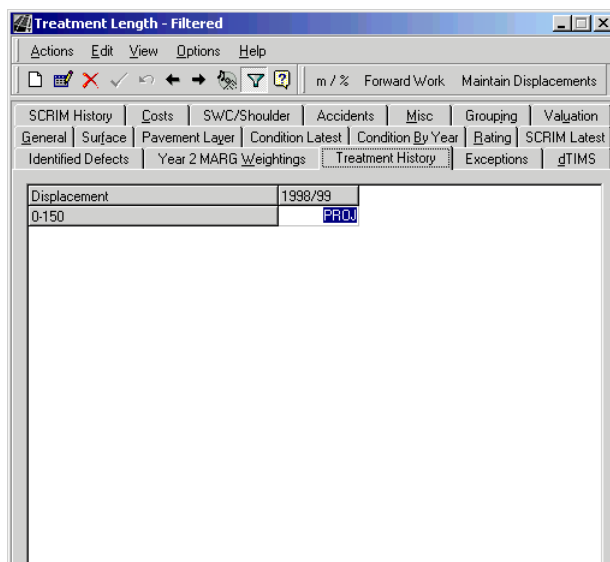 Treatment Length - Filtered
Actions Edit View Options Help
m / % Forward Work Maintain Displacements
SCRIM History Costs SWC/Shoulder Accidents Misc Grouping Valuation
General Surface Pavement Layer Condition Latest Condition By Year Rating SCRIM Latest
Identified Defects Year 2 MARG Weightings Treatment History Exceptions dTIMS
Displacement 1998/99
0-150 PROJ